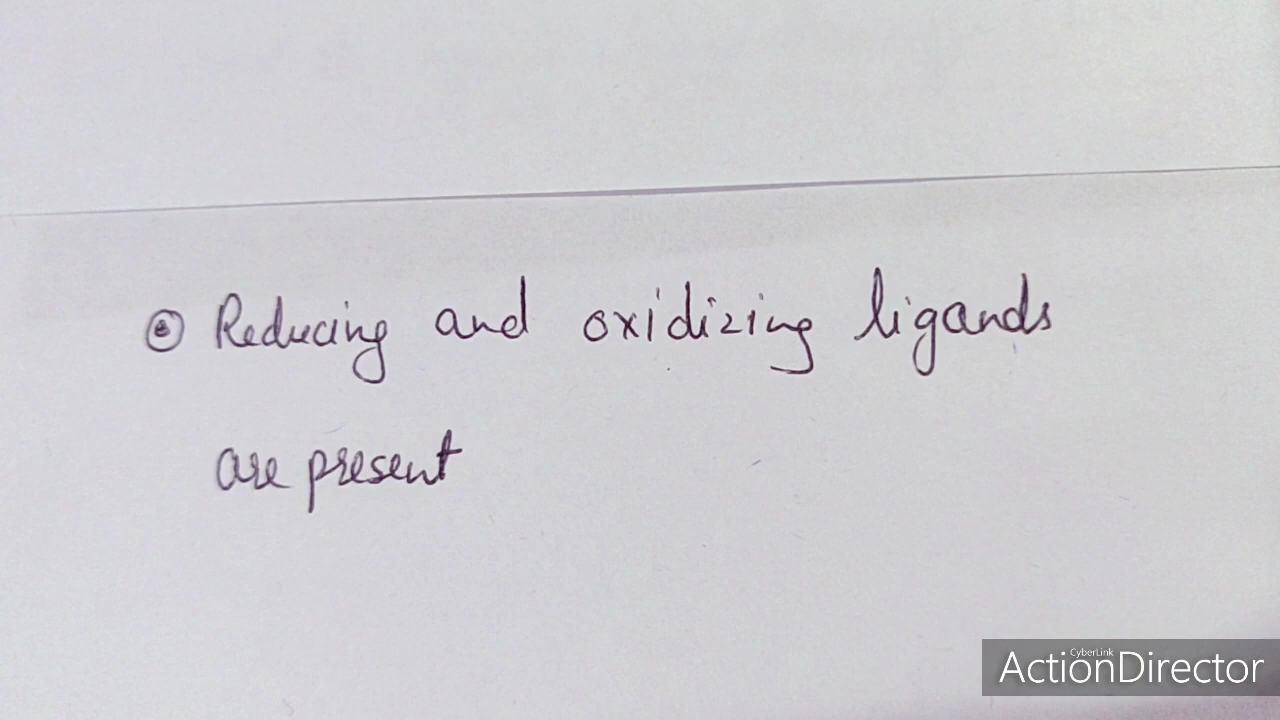 Reducing and oxidizing ligands
are present
CyberLink
ActionDirector